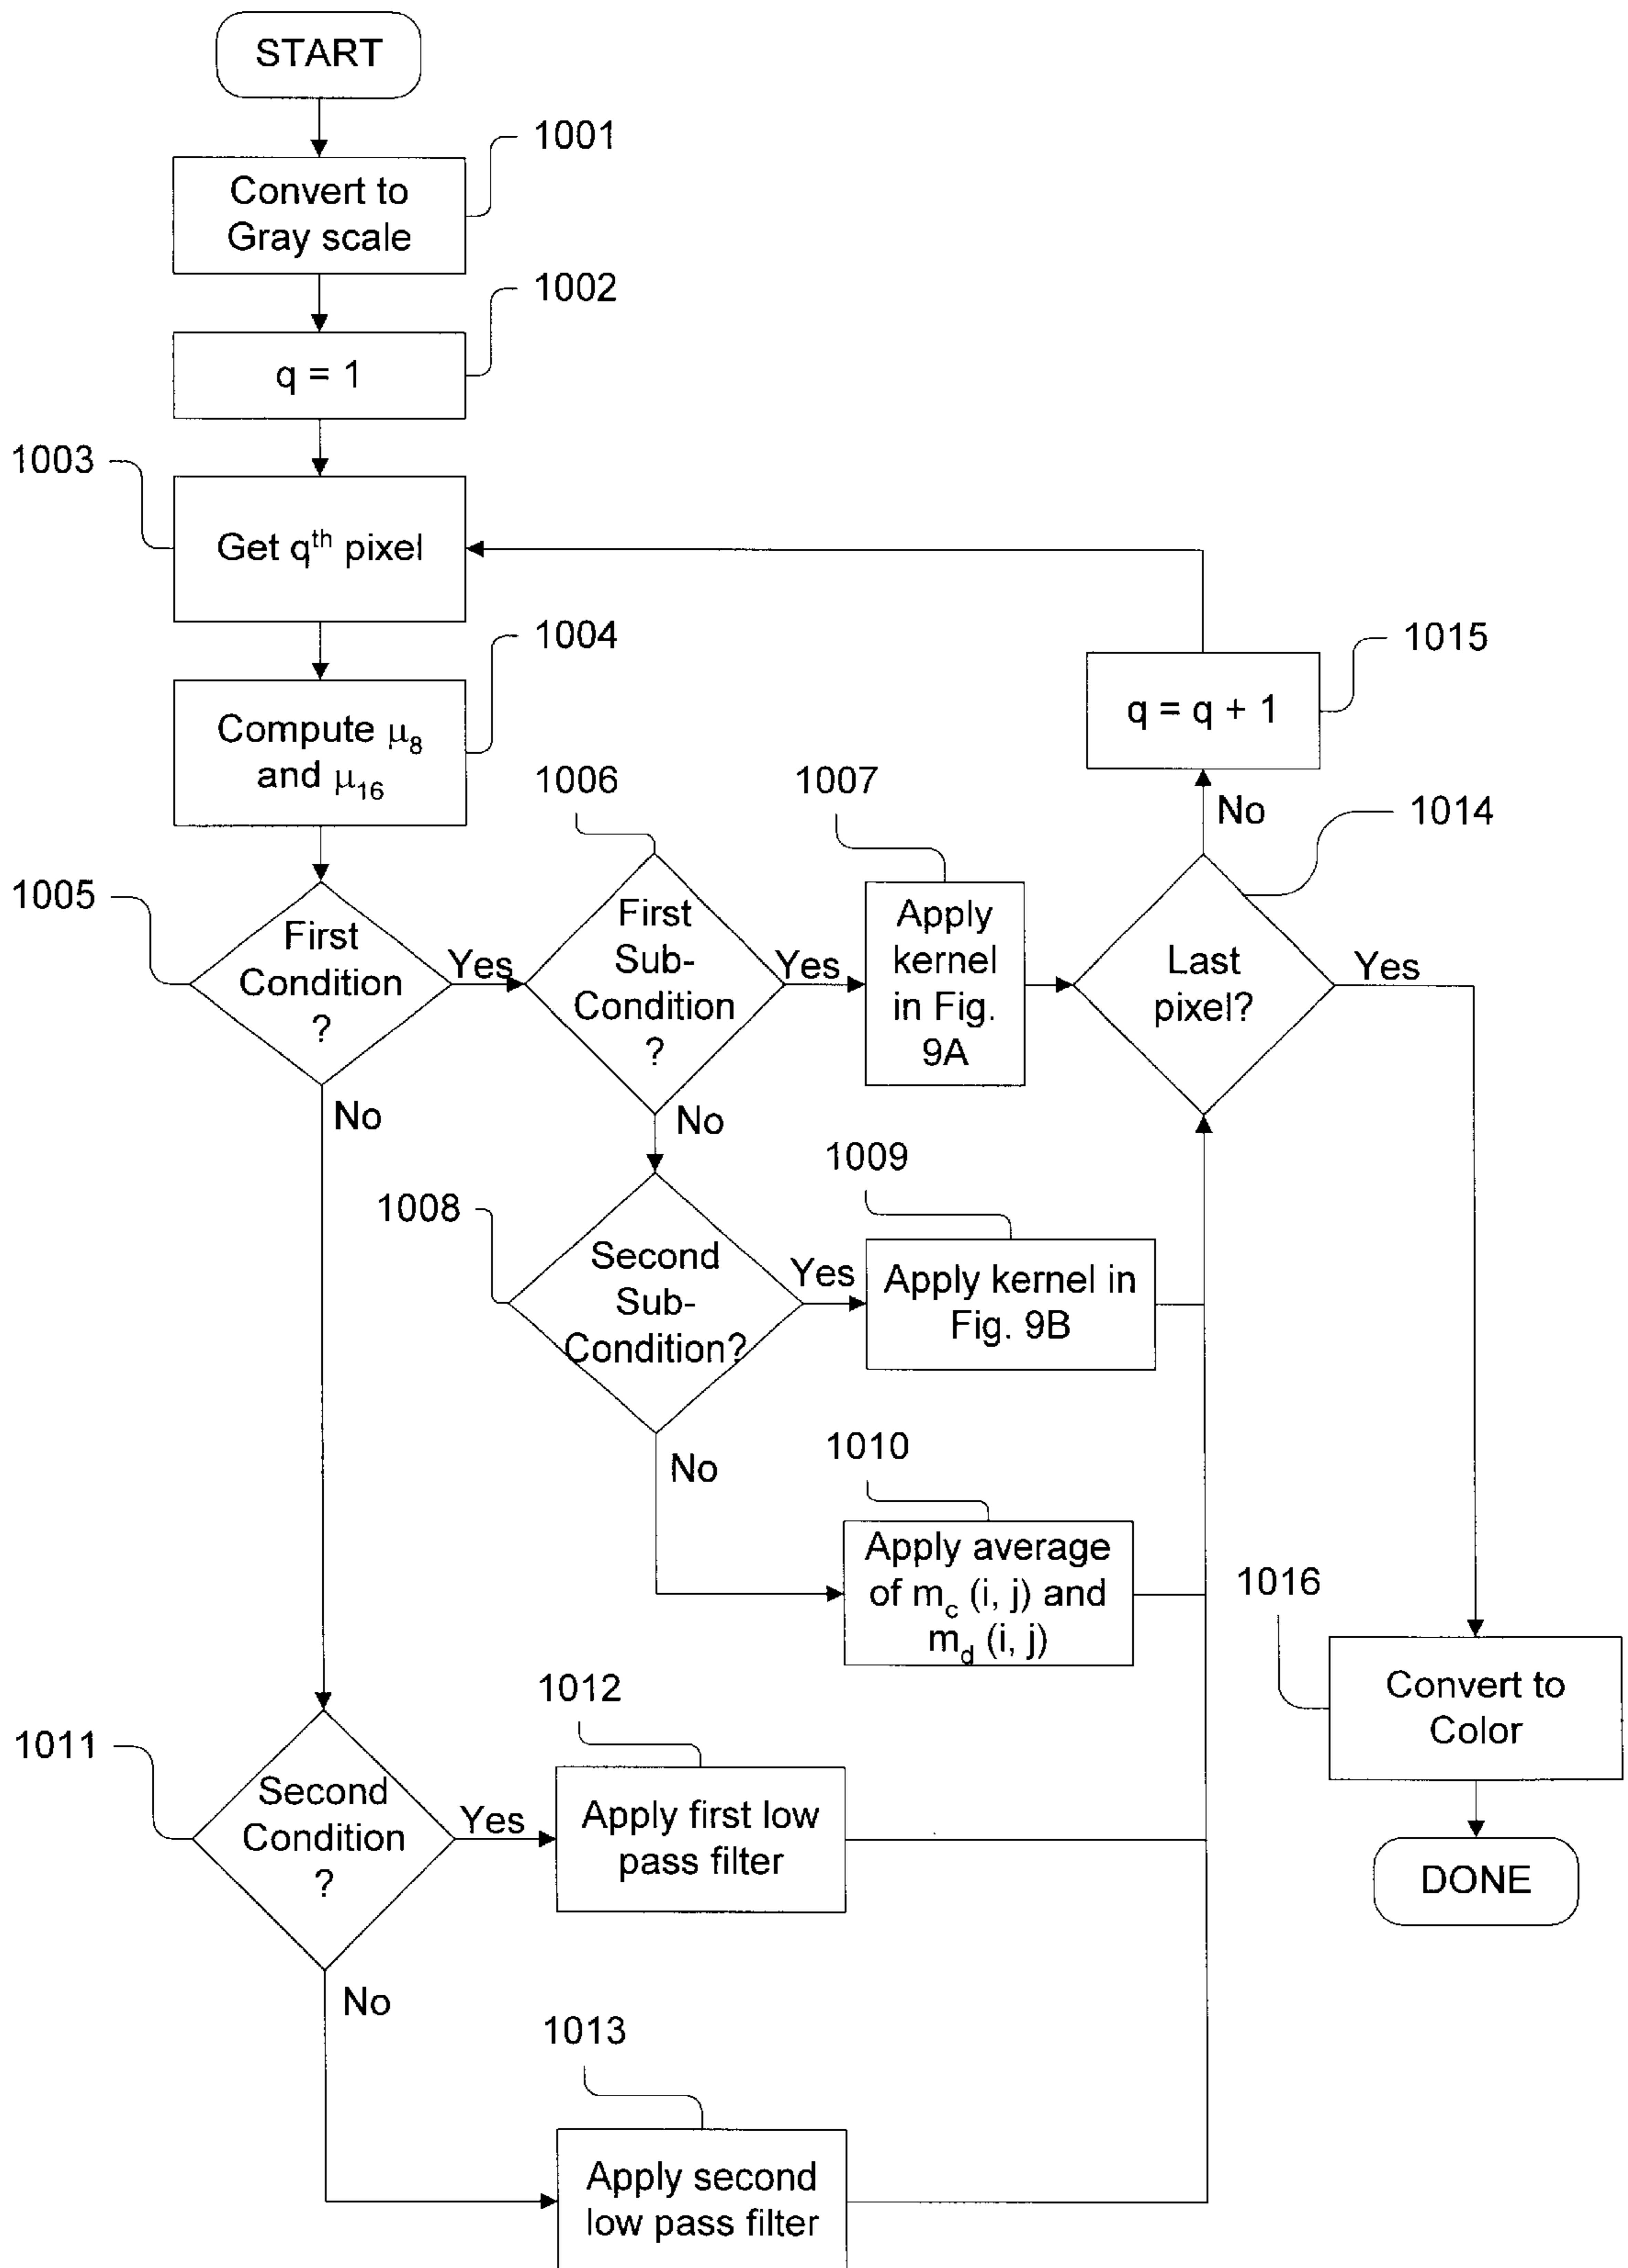 START
1001
Convert to
Gray scale
1002
q = 1
1003
Get qth pixel
1004
Compute μ8
and μ16
1005
First
Condition
?
Yes
No
1006
First
Sub-
Condition
?
Yes
No
1007
Apply
kernel
in Fig.
9A
1014
Last
pixel?
No
Yes
1015
q = q + 1
1008
Second
Sub-
Condition?
Yes
No
1009
Apply kernel in
Fig. 9B
1010
Apply average
of mc (i, j) and
md (i, j)
1011
Second
Condition
?
Yes
No
1012
Apply first low
pass filter
1013
Apply second
low pass filter
1016
Convert to
Color
DONE